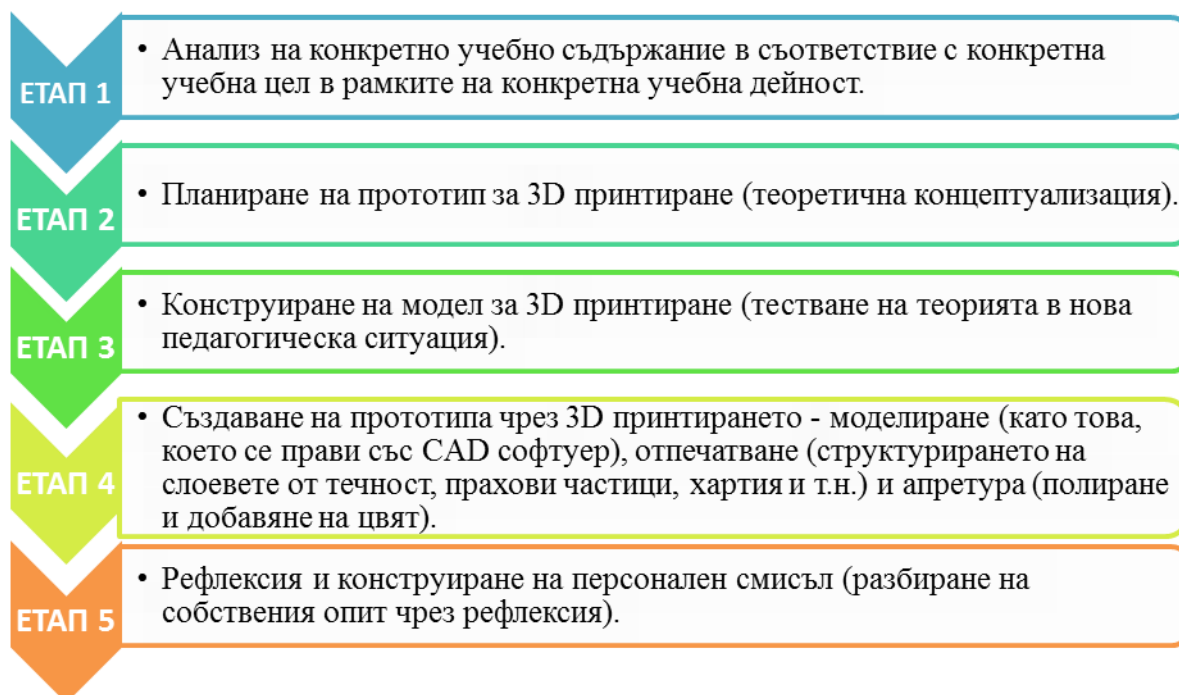 ЕТАП 1
• Анализ на конкретно учебно съдържание в съответствие с конкретна
учебна цел в рамките на конкретна учебна дейност.
ЕТАП 2
• Планиране на прототип за 3D принтиране (теоретична концептуализация).
ЕТАП 3
• Конструиране на модел за 3D принтиране (тестване на теорията в нова
педагогическа ситуация).
ЕТАП 4
• Създаване на прототипа чрез 3D принтирането - моделиране (като това,
което се прави със CAD софтуер), отпечатване (структурирането на
слоевете от течност, прахови частици, хартия и т.н.) и апретура (полиране
и добавяне на цвят).
ЕТАП 5
• Рефлексия и конструиране на персонален смисъл (разбиране на
собствения опит чрез рефлексия).